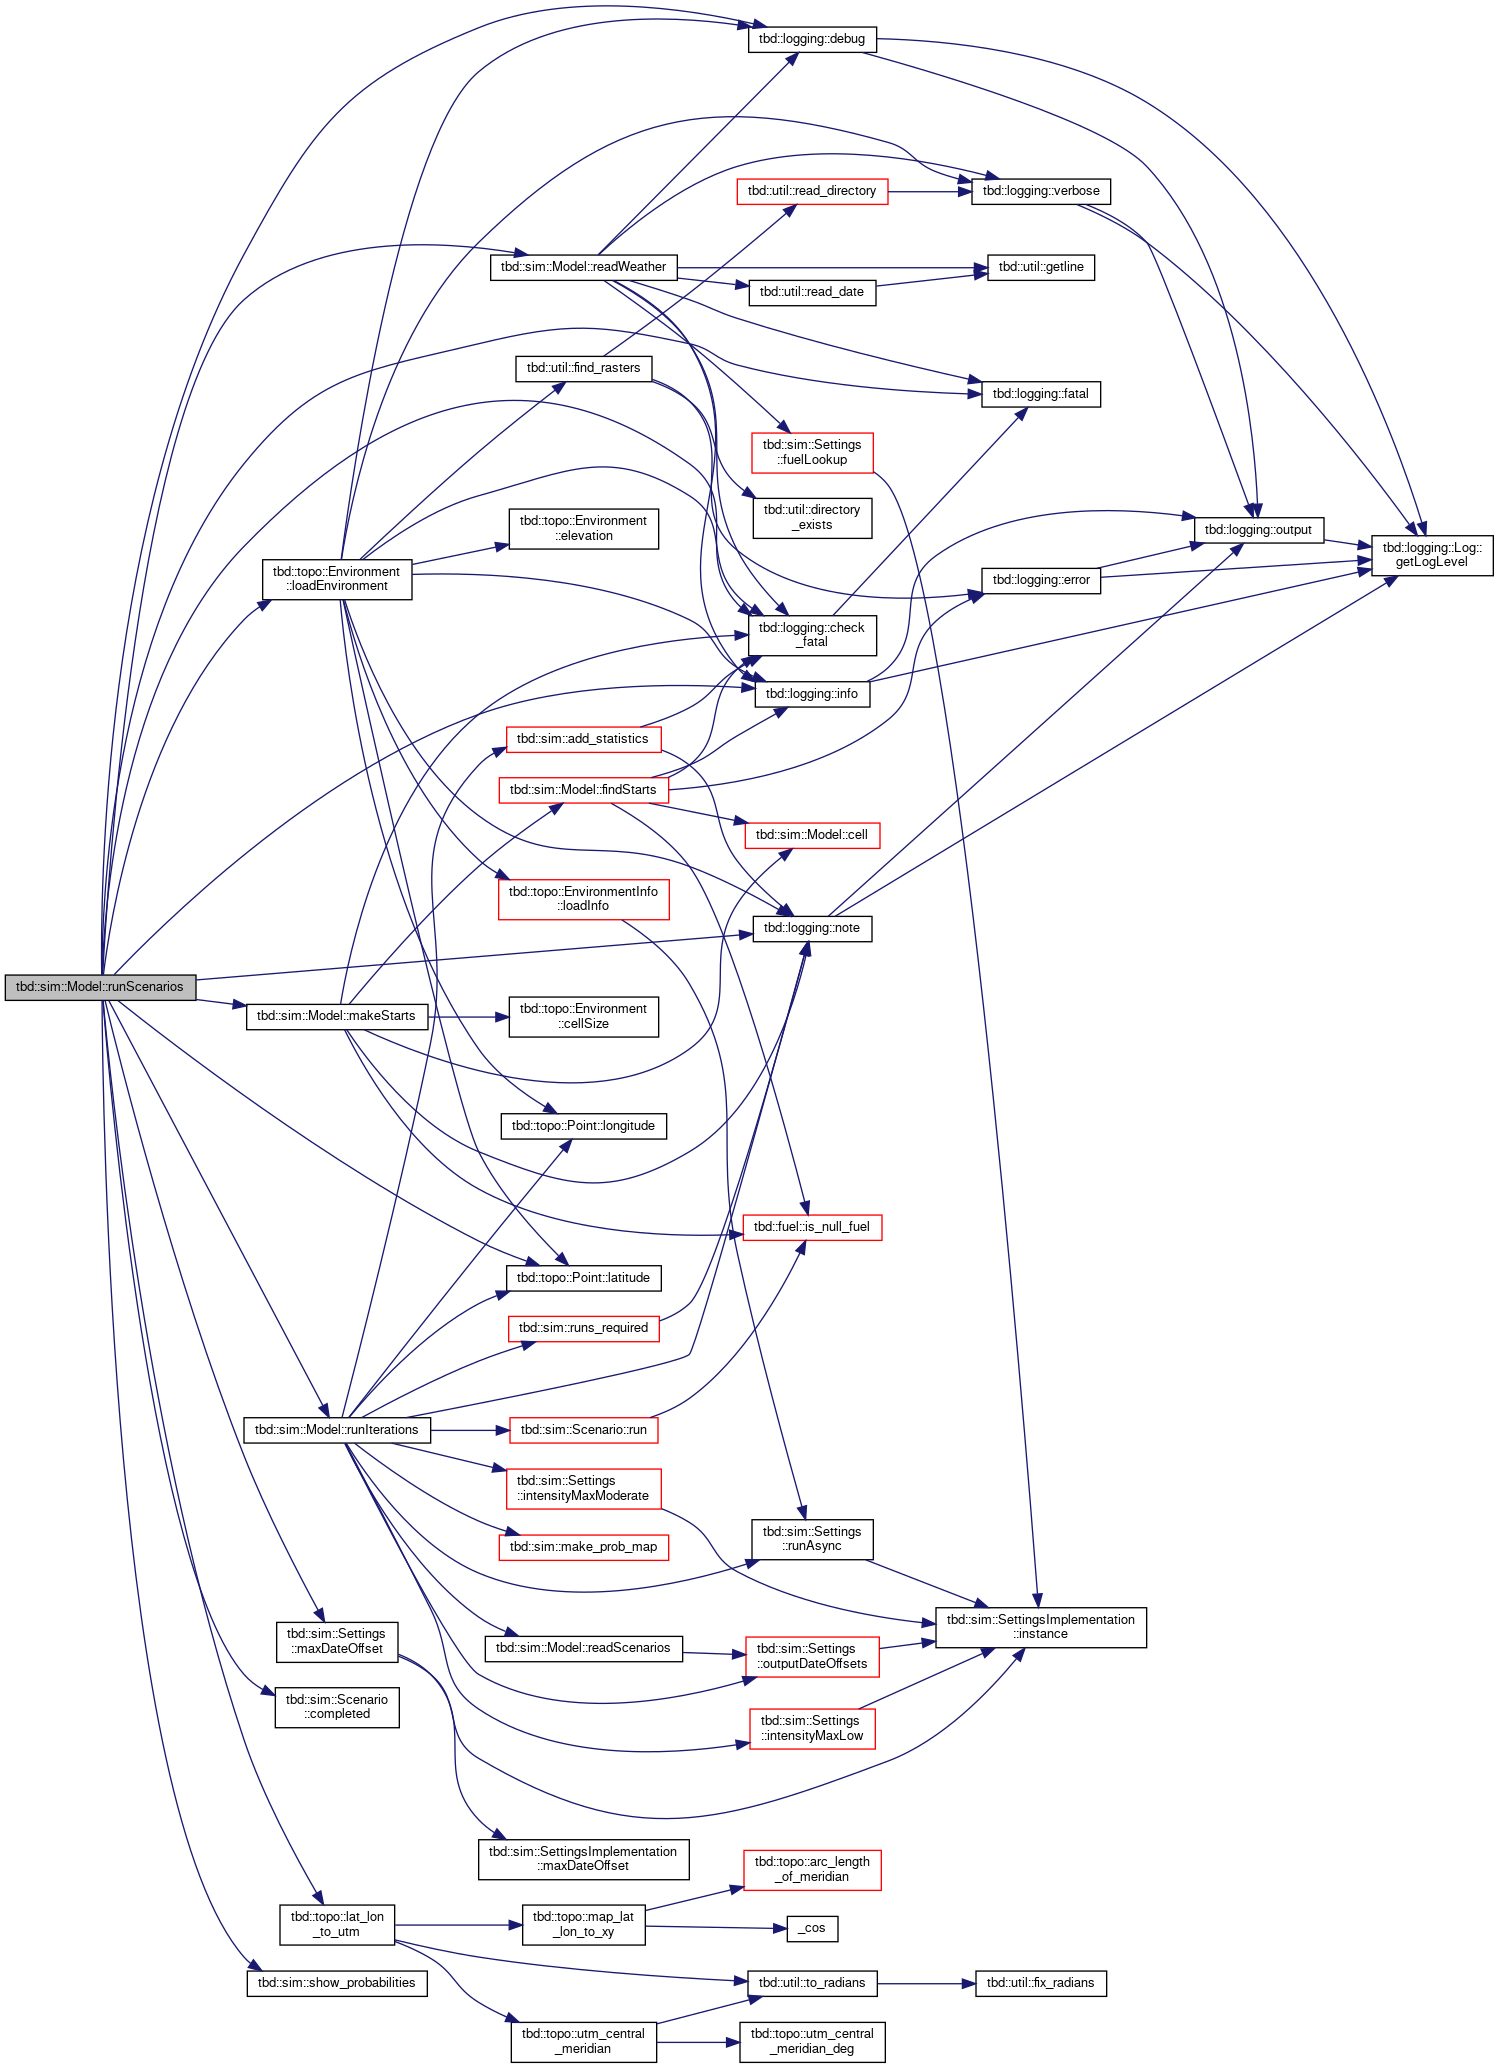 tbd::logging::debug
tbd::util::read_directory
tbd::logging::verbose
tbd::sim::Model::readWeather
tbd::util::getline
tbd::util::read_date
tbd::util::find_rasters
tbd::logging::fatal
tbd::sim::Settings
::fuelLookup
tbd::util::directory
_exists
tbd::topo::Environment
::elevation
tbd::logging::output
tbd::logging::Log::
getLogLevel
tbd::topo::Environment
::loadEnvironment
tbd::logging::error
tbd::logging::check
_fatal
tbd::logging::info
tbd::sim::add_statistics
tbd::sim::Model::findStarts
tbd::sim::Model::cell
tbd::topo::EnvironmentInfo
::loadInfo
tbd::logging::note
tbd::sim::Model::runScenarios
tbd::sim::Model::makeStarts
tbd::topo::Environment
::cellSize
tbd::topo::Point::longitude
tbd::fuel::is_null_fuel
tbd::topo::Point::latitude
tbd::sim::runs_required
tbd::sim::Model::runIterations
tbd::sim::Scenario::run
tbd::sim::Settings
::intensityMaxModerate
tbd::sim::make_prob_map
tbd::sim::Settings
::runAsync
tbd::sim::SettingsImplementation
::instance
tbd::sim::Settings
::maxDateOffset
tbd::sim::Model::readScenarios
tbd::sim::Settings
::outputDateOffsets
tbd::sim::Scenario
::completed
tbd::sim::Settings
::intensityMaxLow
tbd::sim::SettingsImplementation
::maxDateOffset
tbd::topo::arc_length
_of_meridian
tbd::topo::lat_lon
_to_utm
tbd::topo::map_lat
_lon_to_xy
_cos
tbd::sim::show_probabilities
tbd::util::to_radians
tbd::util::fix_radians
tbd::topo::utm_central
_meridian
tbd::topo::utm_central
_meridian_deg